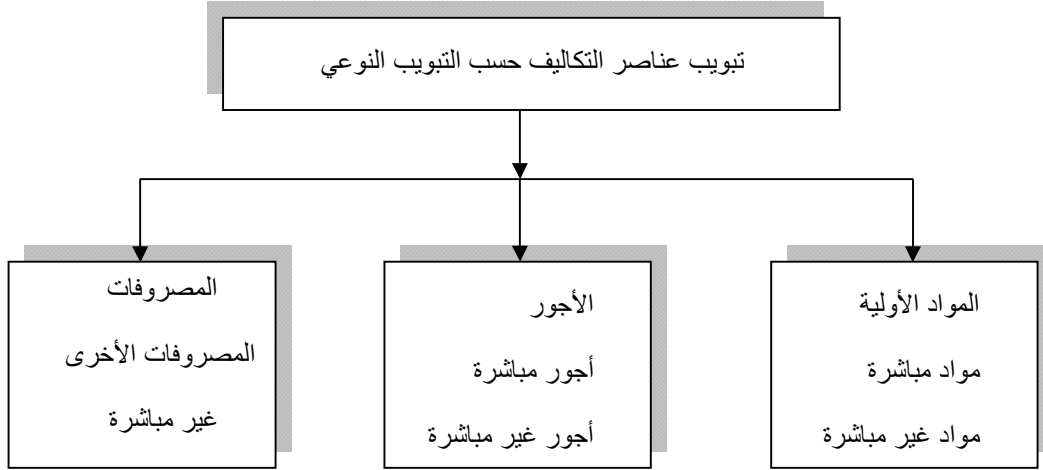 تبويب عناصر التكاليف حسب التبويب النوعي
المواد الأولية
مواد مباشرة
مواد غير مباشرة
الأجور
أجور مباشرة
أجور غير مباشرة
المصروفات
المصروفات الأخرى
غير مباشرة